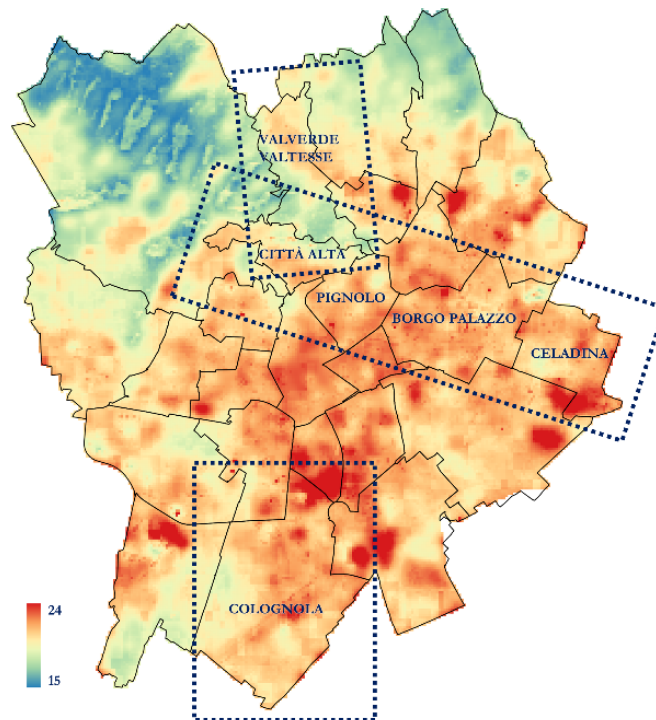 VALVERDE
VALTESSE
CITTÀ ALTA
PIGNOLO
BORGO PALAZZO
CELADINA
COLOGNOLA
24
15